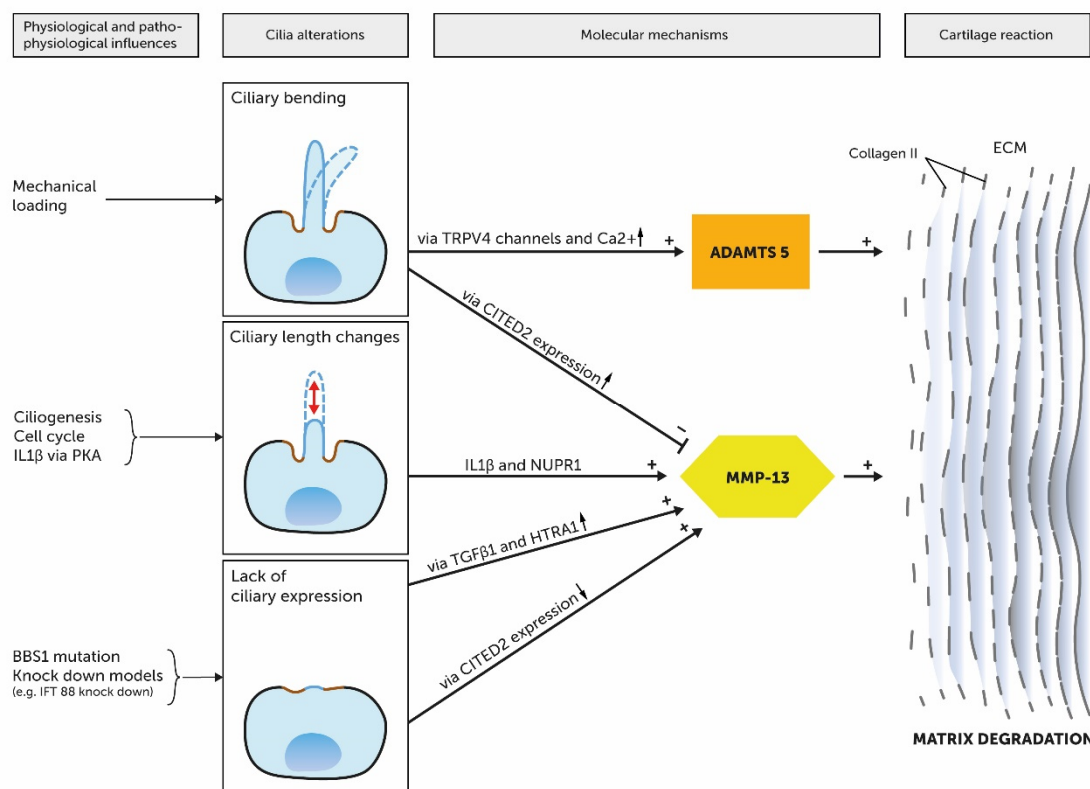 Physiological and patho-
physiological influences
Cilia alterations
Molecular mechanisms
Cartilage reaction
Ciliary bending
Mechanical
loading
via TRPV4 channels and Ca2+
+
ADAMTS 5
+
Collagen II
ECM
via CITED2 expression
−
Ciliary length changes
Ciliogenesis
Cell cycle
IL1β via PKA
IL1β and NUPR1
+
MMP-13
+
via TGFβ1 and HTRA1
+
Lack of
ciliary expression
via CITED2 expression
+
BBS1 mutation
Knock down models
(e.g. IFT 88 knock down)
MATRIX DEGRADATION